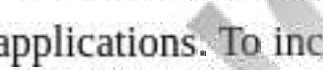 applications. To inc